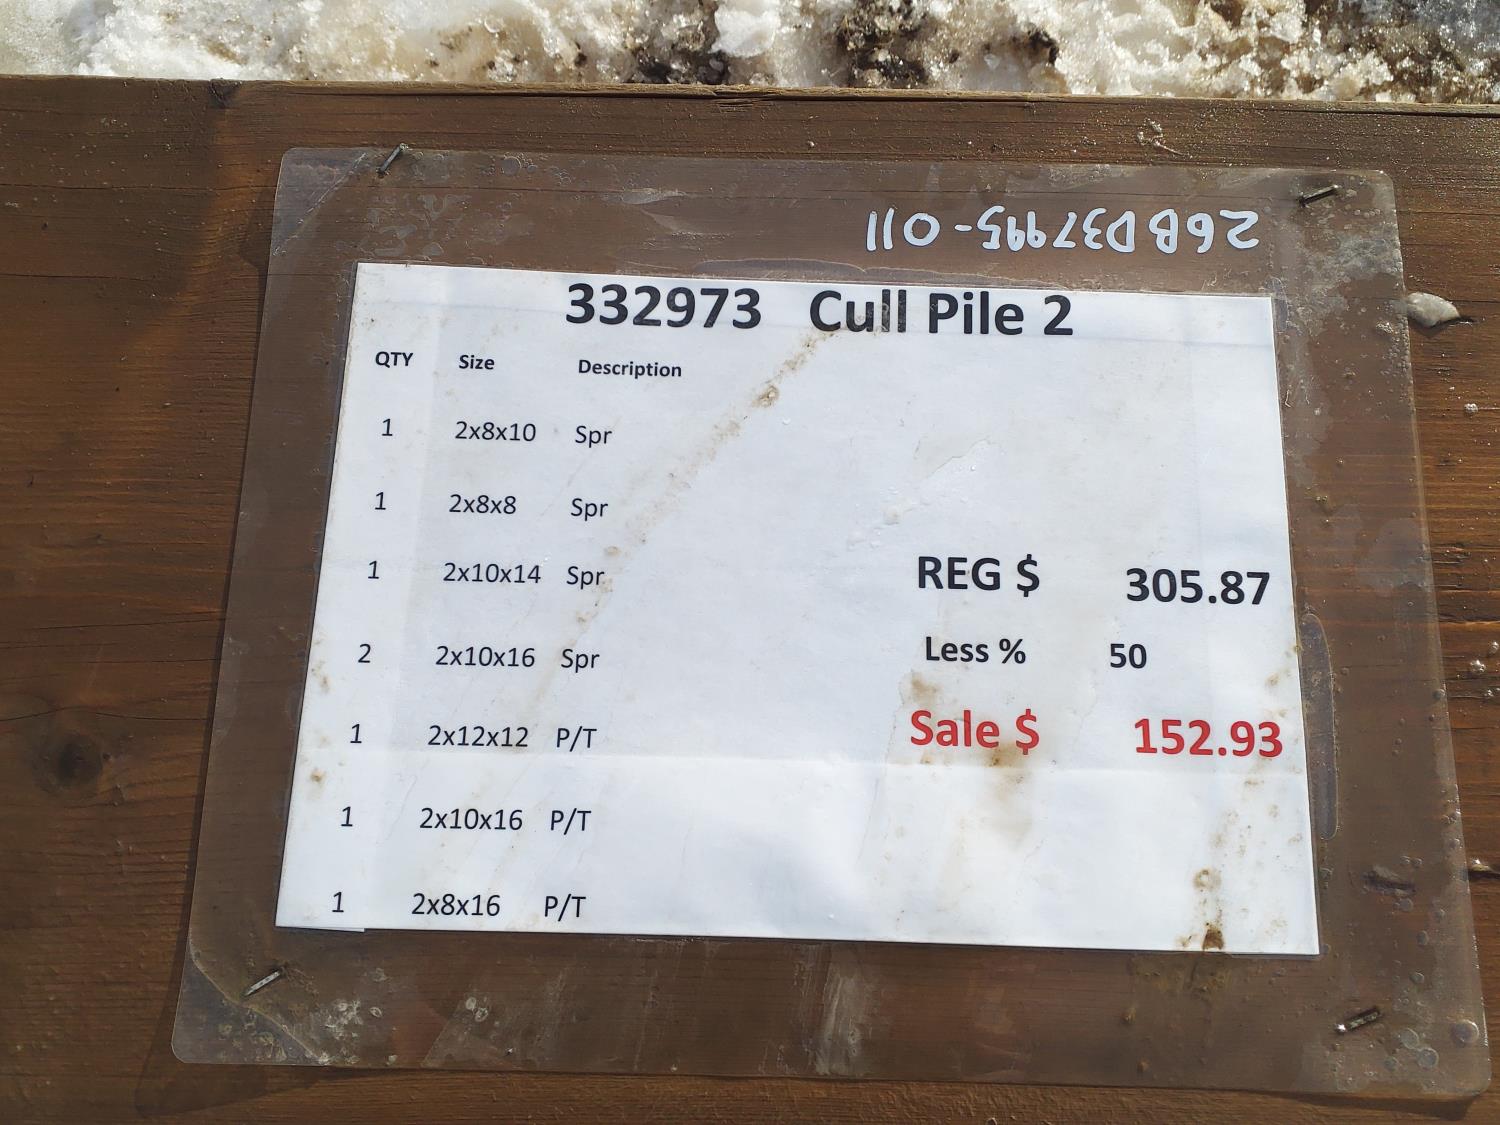 26BD37995-011
332973 Cull Pile 2
QTY Size Description
1 2x8x10 Spr
1 2x8x8 Spr
1 2x10x14 Spr
2 2x10x16 Spr
1 2x12x12 P/T
1 2x10x16 P/T
1 2x8x16 P/T
REG $ 305.87
Less % 50
Sale $ 152.93